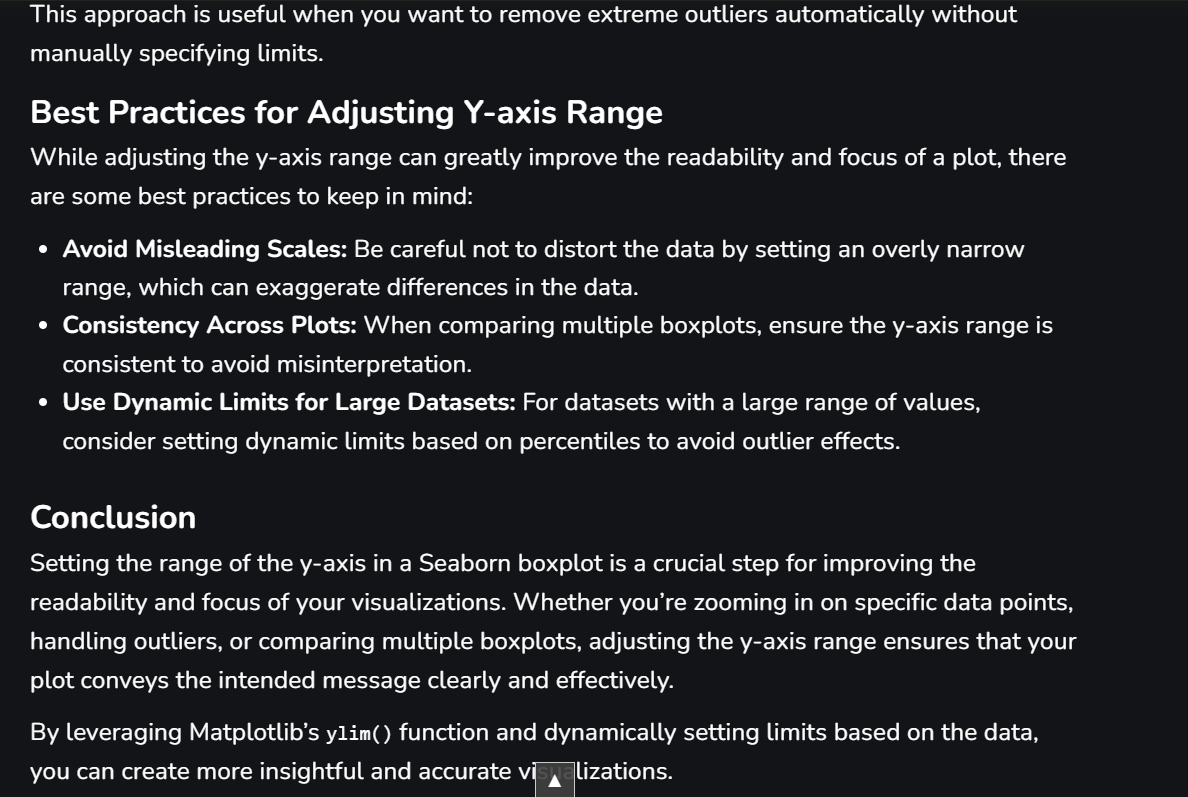 This approach is useful when you want to remove extreme outliers automatically without
manually specifying limits.
Best Practices for Adjusting Y-axis Range
While adjusting the y-axis range can greatly improve the readability and focus of a plot, there
are some best practices to keep in mind:
• Avoid Misleading Scales: Be careful not to distort the data by setting an overly narrow
range, which can exaggerate differences in the data.
• Consistency Across Plots: When comparing multiple boxplots, ensure the y-axis range is
consistent to avoid misinterpretation.
• Use Dynamic Limits for Large Datasets: For datasets with a large range of values,
consider setting dynamic limits based on percentiles to avoid outlier effects.
Conclusion
Setting the range of the y-axis in a Seaborn boxplot is a crucial step for improving the
readability and focus of your visualizations. Whether you’re zooming in on specific data points,
handling outliers, or comparing multiple boxplots, adjusting the y-axis range ensures that your
plot conveys the intended message clearly and effectively.
By leveraging Matplotlib’s ylim() function and dynamically setting limits based on the data,
you can create more insightful and accurate visualizations.